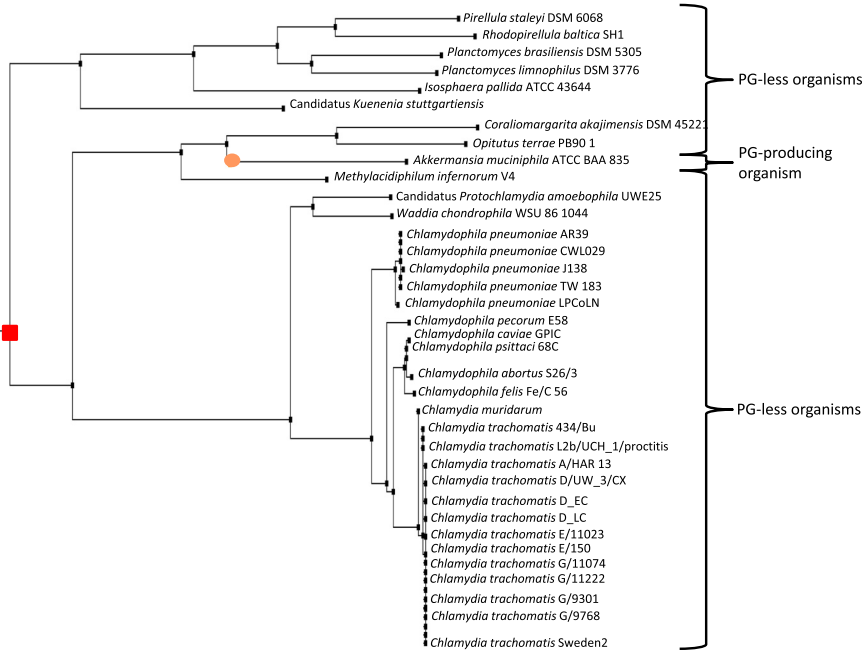 Pirellula staleyi DSM 6068
Rhodopirellula baltica SH1
Planctomyces brasiliensis DSM 5305
Planctomyces limnophilus DSM 3776
Isosphaera pallida ATCC 43644
Candidatus Kuenenia stuttgartiensis
PG-less organisms
Coraliomargarita akajimensis DSM 45221
Opitutus terrae PB90 1
Akkermansia muciniphila ATCC BAA 835
Methylacidiphilum infernorum V4
PG-producing
organism
Candidatus Protochlamydia amoebophila UWE25
Waddia chondrophila WSU 86 1044
Chlamydophila pneumoniae AR39
Chlamydophila pneumoniae CWL029
Chlamydophila pneumoniae J138
Chlamydophila pneumoniae TW 183
Chlamydophila pneumoniae LPCoLN
Chlamydophila pecorum E58
Chlamydophila caviae GPIC
Chlamydophila psittaci 68C
Chlamydophila abortus S26/3
Chlamydophila felis Fe/C 56
Chlamydia muridarum
Chlamydia trachomatis 434/Bu
Chlamydia trachomatis L2b/UCH_1/proctitis
Chlamydia trachomatis A/HAR 13
Chlamydia trachomatis D/UW_3/CX
Chlamydia trachomatis D_EC
Chlamydia trachomatis D_LC
Chlamydia trachomatis E/11023
Chlamydia trachomatis E/150
Chlamydia trachomatis G/11074
Chlamydia trachomatis G/11222
Chlamydia trachomatis G/9301
Chlamydia trachomatis G/9768
Chlamydia trachomatis Sweden2
PG-less organisms